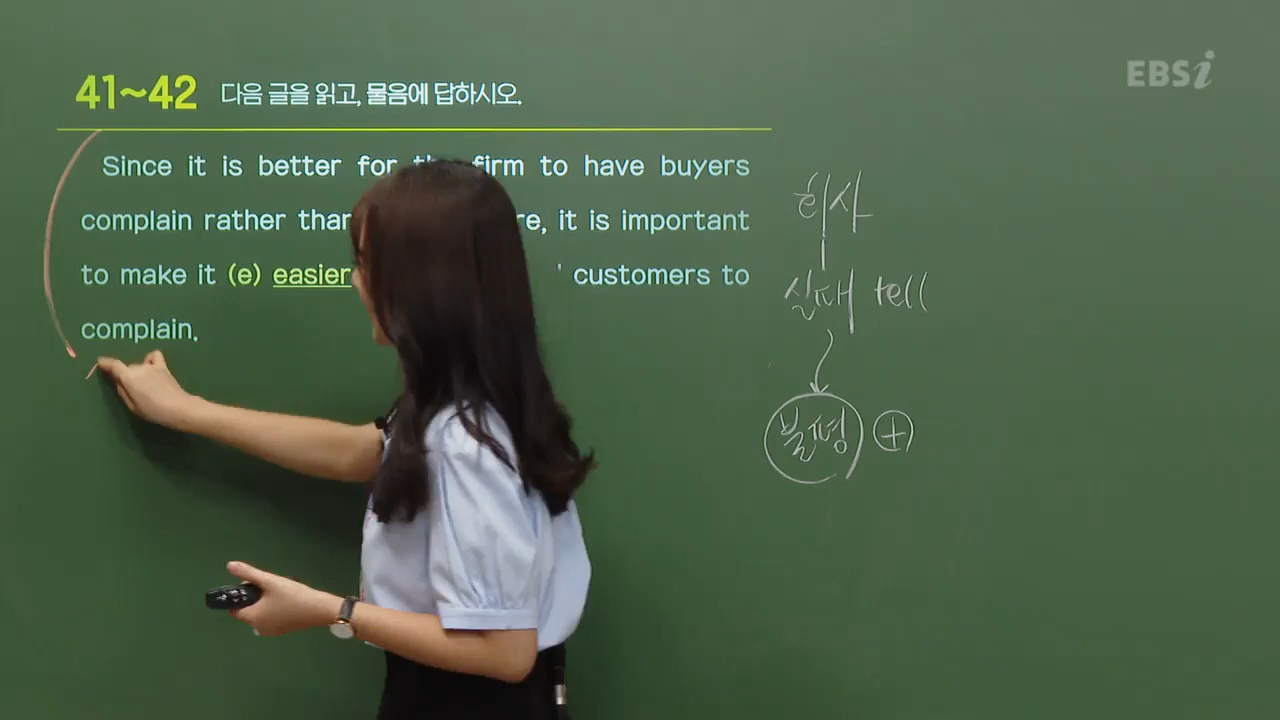 41~42 다음 글을 읽고, 물음에 답하시오.
EBSi
Since it is better for the firm to have buyers
complain rather than re, it is important
to make it (e) easier customers to
complain.
회사
실패 tell
불평 +